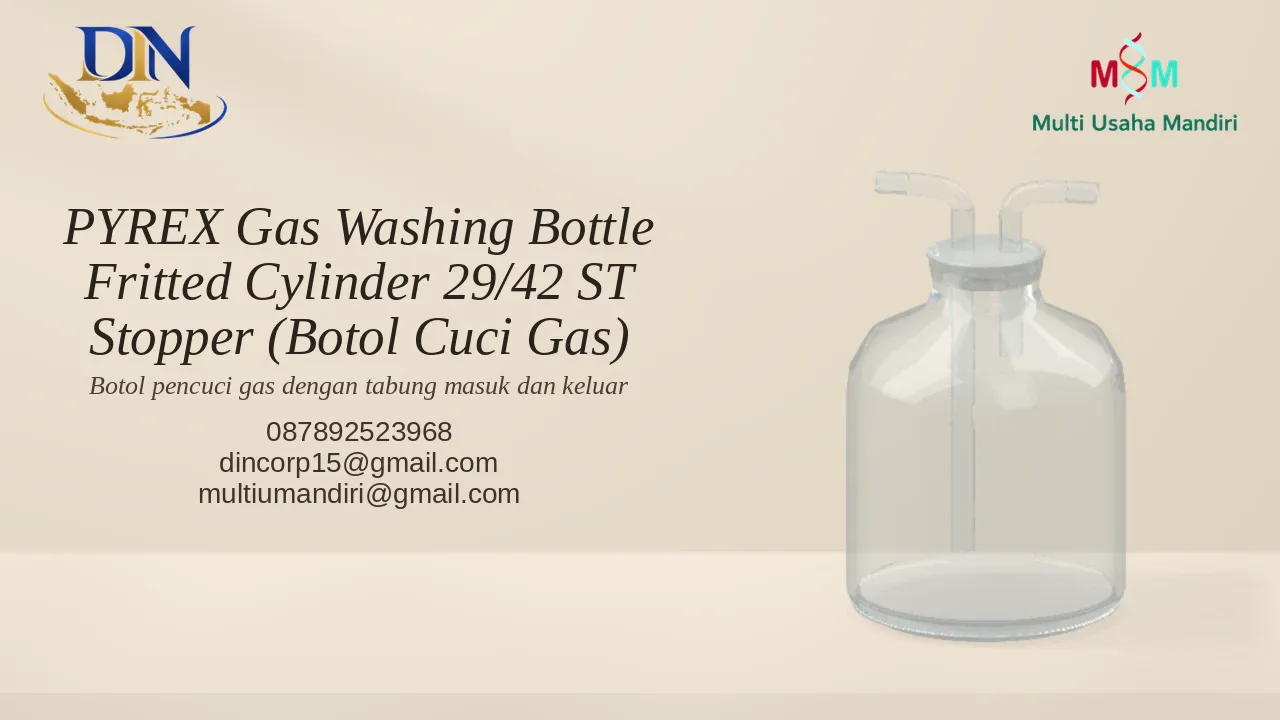 DN
M M
Multi Usaha Mandiri
PYREX Gas Washing Bottle
Fritted Cylinder 29/42 ST
Stopper (Botol Cuci Gas)
Botol pencuci gas dengan tabung masuk dan keluar
087892523968
dincorp15@gmail.com
multiumandiri@gmail.com